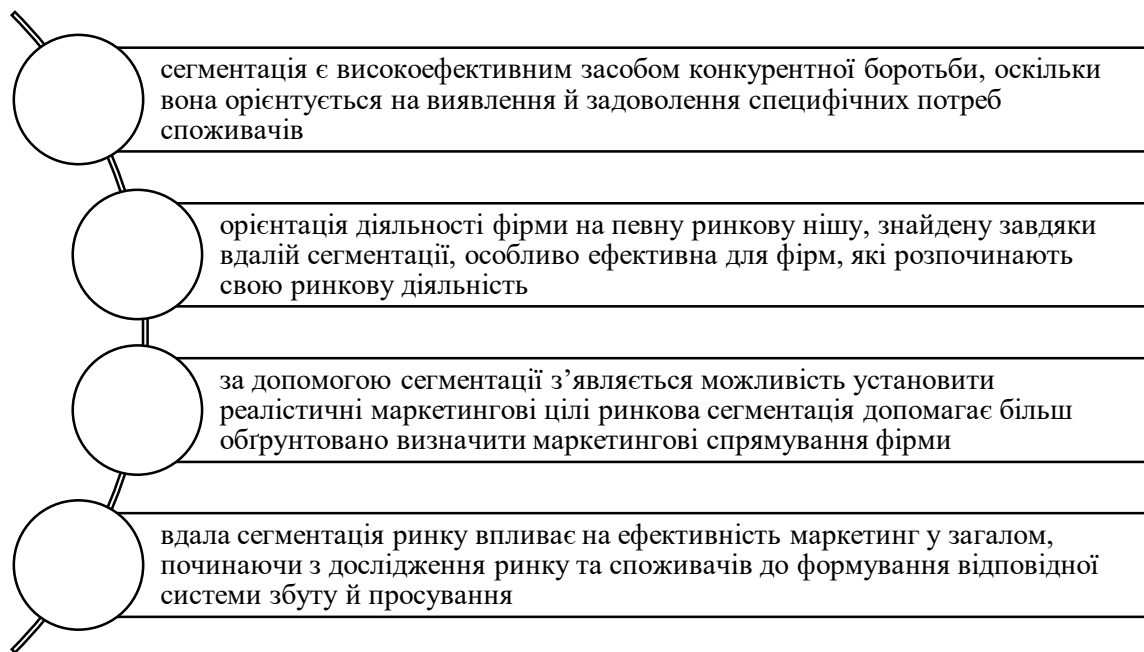 сегментація є високоефективним засобом конкурентної боротьби, оскільки
вона орієнтується на виявлення й задоволення специфічних потреб
споживачів
орієнтація діяльності фірми на певну ринкову нішу, знайдену завдяки
вдалій сегментації, особливо ефективна для фірм, які розпочинають
свою ринкову діяльність
за допомогою сегментації з’являється можливість установити
реалістичні маркетингові цілі ринкова сегментація допомагає більш
обґрунтовано визначити маркетингові спрямування фірми
вдала сегментація ринку впливає на ефективність маркетинг у загалом,
починаючи з дослідження ринку та споживачів до формування відповідної
системи збуту й просування